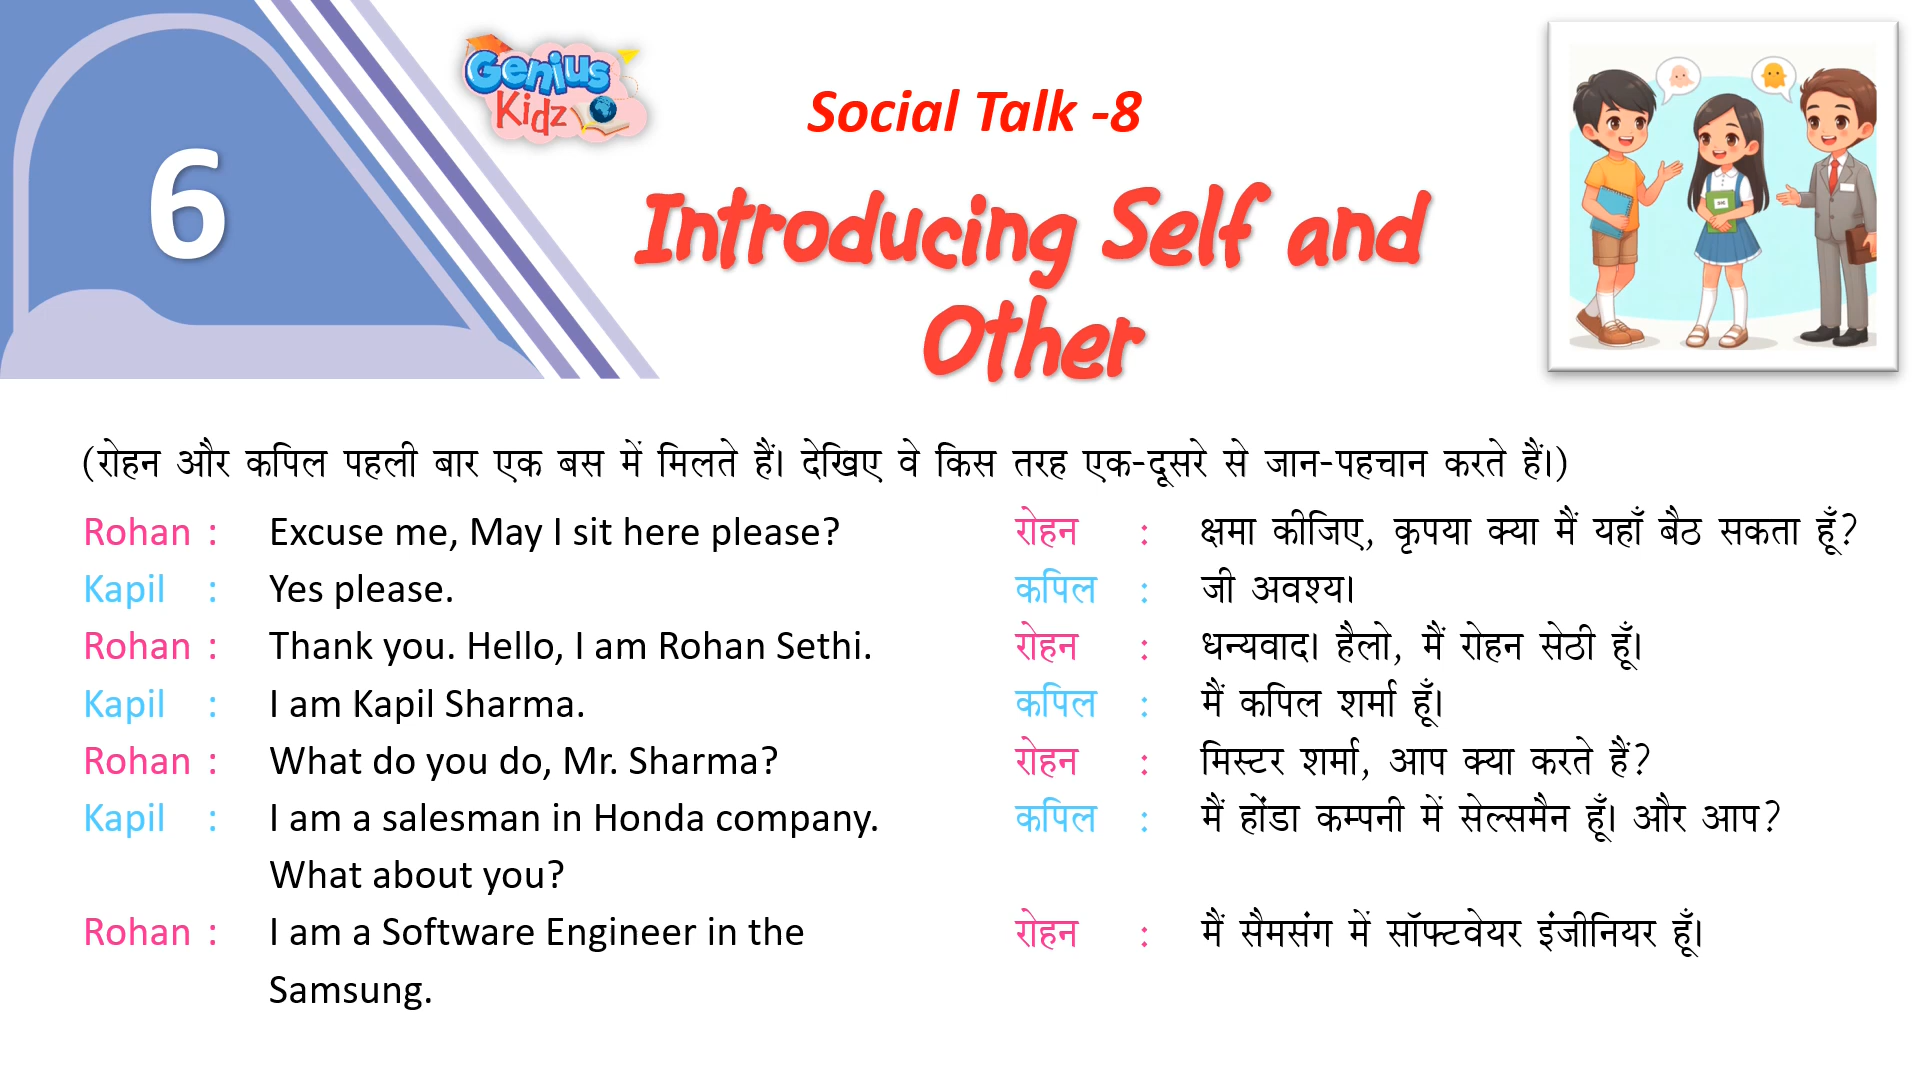 6
Genius
Kidz
Social Talk -8
Introducing Self and
Other
(रोहन और कपिल पहली बार एक बस में मिलते हैं। देखिए वे किस तरह एक-दूसरे से जान-पहचान करते हैं।)
Rohan : Excuse me, May I sit here please?
रोहन : क्षमा कीजिए, कृपया क्या मैं यहाँ बैठ सकता हूँ?
Kapil : Yes please.
कपिल : जी अवश्य।
Rohan : Thank you. Hello, I am Rohan Sethi.
रोहन : धन्यवाद। हैलो, मैं रोहन सेठी हूँ।
Kapil : I am Kapil Sharma.
कपिल : मैं कपिल शर्मा हूँ।
Rohan : What do you do, Mr. Sharma?
रोहन : मिस्टर शर्मा, आप क्या करते हैं?
Kapil : I am a salesman in Honda company.
What about you?
कपिल : मैं होंडा कम्पनी में सेल्समैन हूँ। और आप?
Rohan : I am a Software Engineer in the
Samsung.
रोहन : मैं सैमसंग में सॉफ्टवेयर इंजीनियर हूँ।